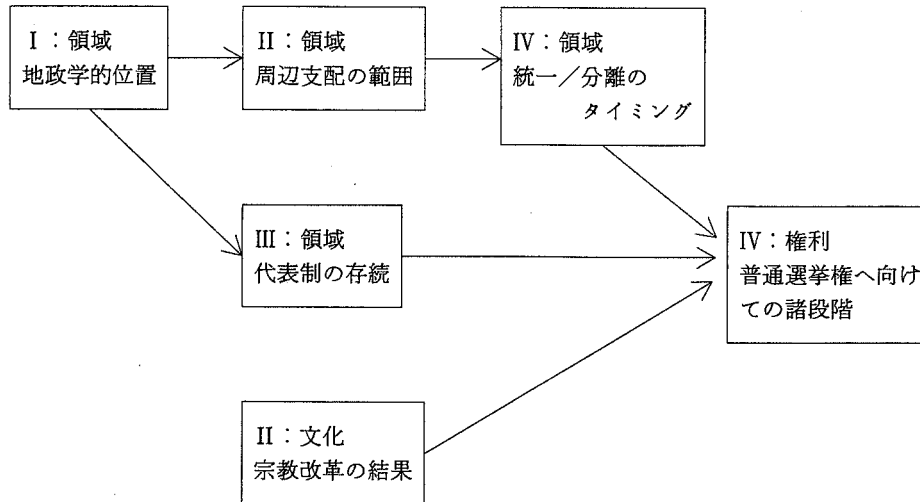 Ⅰ：領域
地政学的位置
Ⅱ：領域
周辺支配の範囲
Ⅳ：領域
統一／分離の
タイミング
Ⅲ：領域
代表制の存続
Ⅳ：権利
普通選挙権へ向け
ての諸段階
Ⅱ：文化
宗教改革の結果